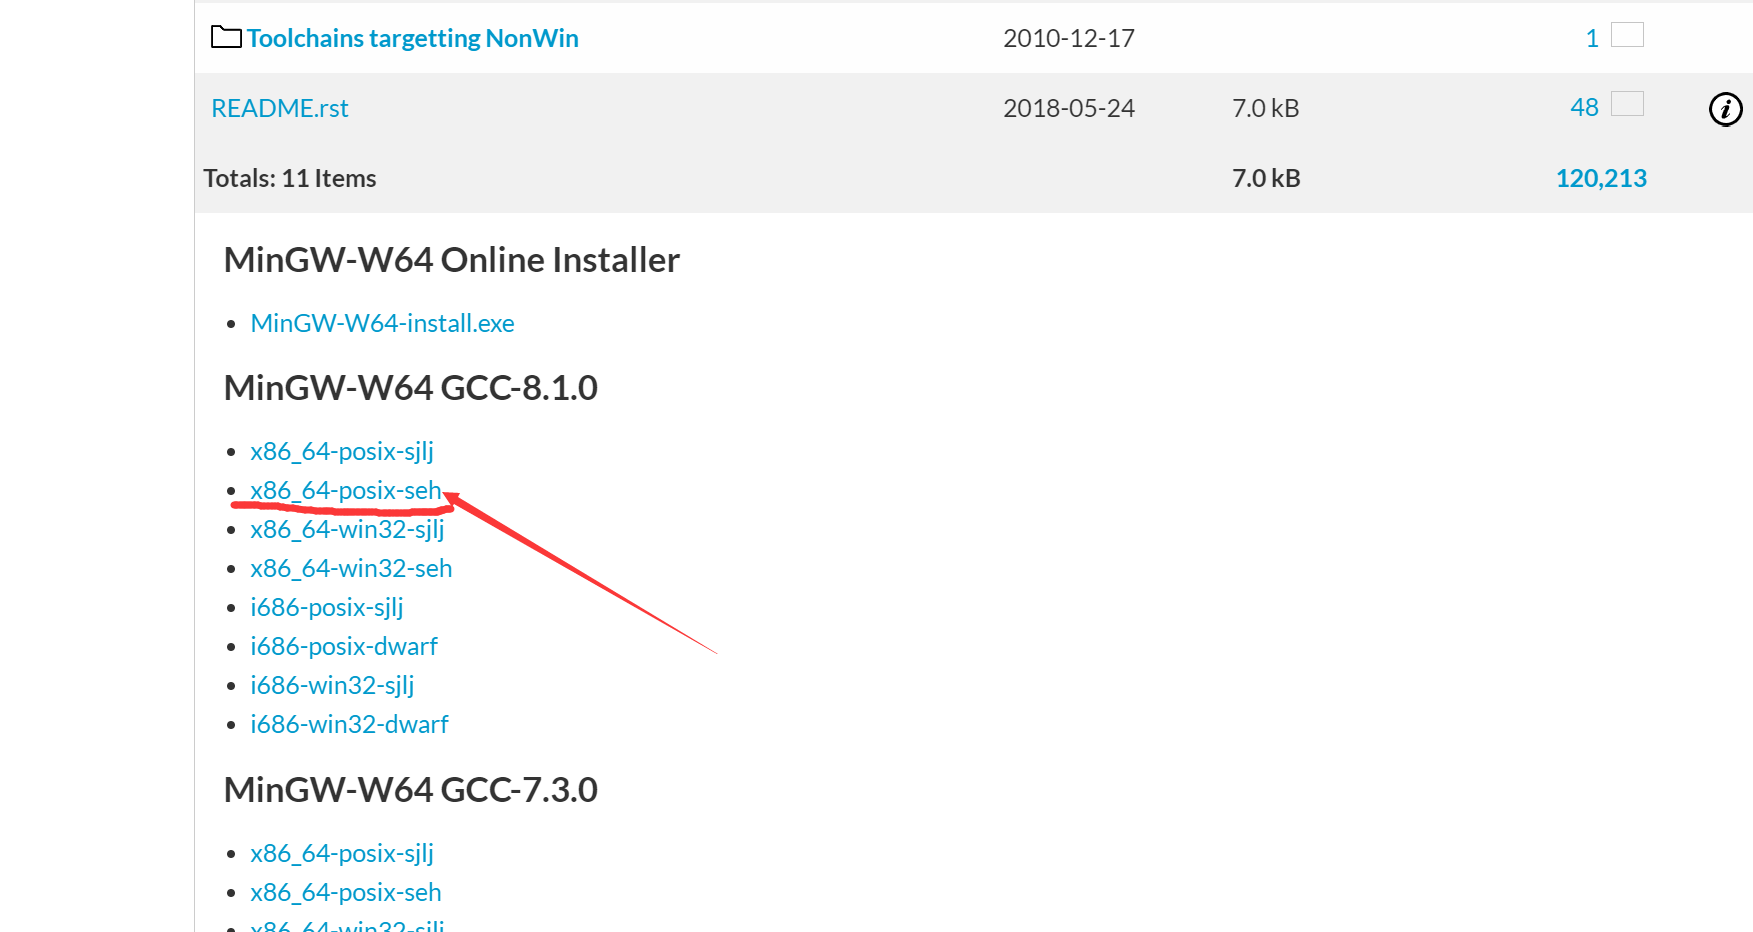 Toolchains targetting NonWin 2010-12-17 1
README.rst 2018-05-24 7.0 kB 48 i
Totals: 11 Items 7.0 kB 120,213
MinGW-W64 Online Installer
• MinGW-W64-install.exe
MinGW-W64 GCC-8.1.0
• x86_64-posix-sjlj
• x86_64-posix-seh
• x86_64-win32-sjlj
• x86_64-win32-seh
• i686-posix-sjlj
• i686-posix-dwarf
• i686-win32-sjlj
• i686-win32-dwarf
MinGW-W64 GCC-7.3.0
• x86_64-posix-sjlj
• x86_64-posix-seh
• x86_64-win32-sjlj